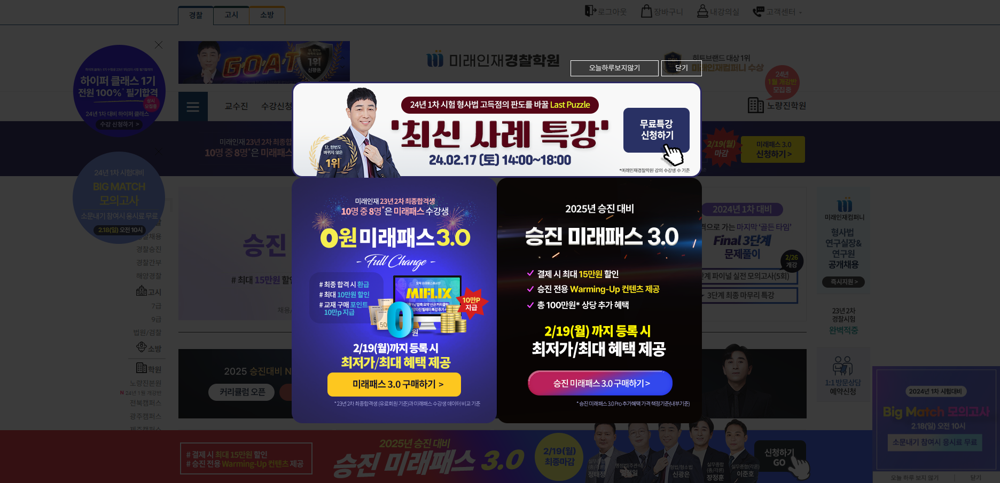 경찰
고시
소방
로그아웃
장바구니
내강의실
고객센터
G.O.A.T
단, 한번도
바뀌지 않은
1위
신광은
미래인재경찰학원
히트브랜드 대상 1위
미래인재컴퍼니 수상
오늘하루보지않기
닫기
24년
1월 개강반
모집중
노량진학원
교수진
수강신청
하이퍼 클래스 1기
전원 100%* 필기합격
상시
모집중
24년 1차 대비 하이퍼 클래스
수강 신청하기 >
24년 1차 시험 형사법 고득점의 판도를 바꿀 Last Puzzle
'최신 사례 특강'
24.02.17 (토) 14:00~18:00
단, 한번도
바뀌지 않은
1위
무료특강
신청하기
*미래인재경찰학원 강의 수강생 수 기준
미래인재 23년 2차 최종합
10명 중 8명*은 미래패스
2/19(월)
마감
미래패스 3.0
신청하기 >
24년 1차 시험대비
BIG MATCH
모의고사
소문내기 참여시 응시료 무료
2.18(일) 오전 10시
경찰승진
경찰간부
해양경찰
고시
7급
9급
법원/검찰
소방
학원
노량진본원
N 24년 1월 개강반
전북캠퍼스
광주캠퍼스
제주캠퍼스
승진
# 최대 15만원 할인
채용
미래인재 23년 2차 최종합격생
10명 중 8명*은 미래패스 수강생
0원 미래패스 3.0
- Full Change -
# 최종 합격 시 환급
# 최대 10만원 할인
# 교재 구매 포인트
10만p 지급
MIFLIX
0원
10만P
지급
2/19(월)까지 등록 시
최저가/최대 혜택 제공
미래패스 3.0 구매하기 >
* 23년 2차 최종합격생 (유료회원 기준)과 미래패스 수강생 데이터 비교 기준
2025년 승진 대비
승진 미래패스 3.0
결제 시 최대 15만원 할인
승진 전용 Warming-Up 컨텐츠 제공
총 100만원* 상당 추가 혜택
2/19(월) 까지 등록 시
최저가/최대 혜택 제공
승진 미래패스 3.0 구매하기 >
* 승진 미래패스 3.0 Pro 추가혜택 가격 책정기준(내부기준)
2024년 1차 대비
으로 가는 마지막 '골든 타임'
Final 3단계
문제풀이
2/26
개강
단계 파이널 실전 모의고사(5회)
3단계 최종 마무리 특강
미래인재컴퍼니
형사법
연구실장&
연구원
공개채용
즉시지원 >
23년 2차
경찰시험
완벽적중
1:1 방문상담
예약신청
2025 승진대비 N
커리큘럼 오픈
2024년 1차 시험대비
Big Match 모의고사
2.18(일) 오전 10시
소문내기 참여시 응시료 무료
오늘 하루 보지 않기
닫기
# 결제 시 최대 15만원 할인
# 승진 전용 Warming-Up 컨텐츠 제공
2025년 승진 대비
승진 미래패스 3.0
2/19(월)
최종마감
실무종합
(총/각론)
장태정
행정법(주관식)
형법/형소법
신광은
실무종합
(총/각론)
장정훈
실무종합(각론)
이준호
신청하기
GO